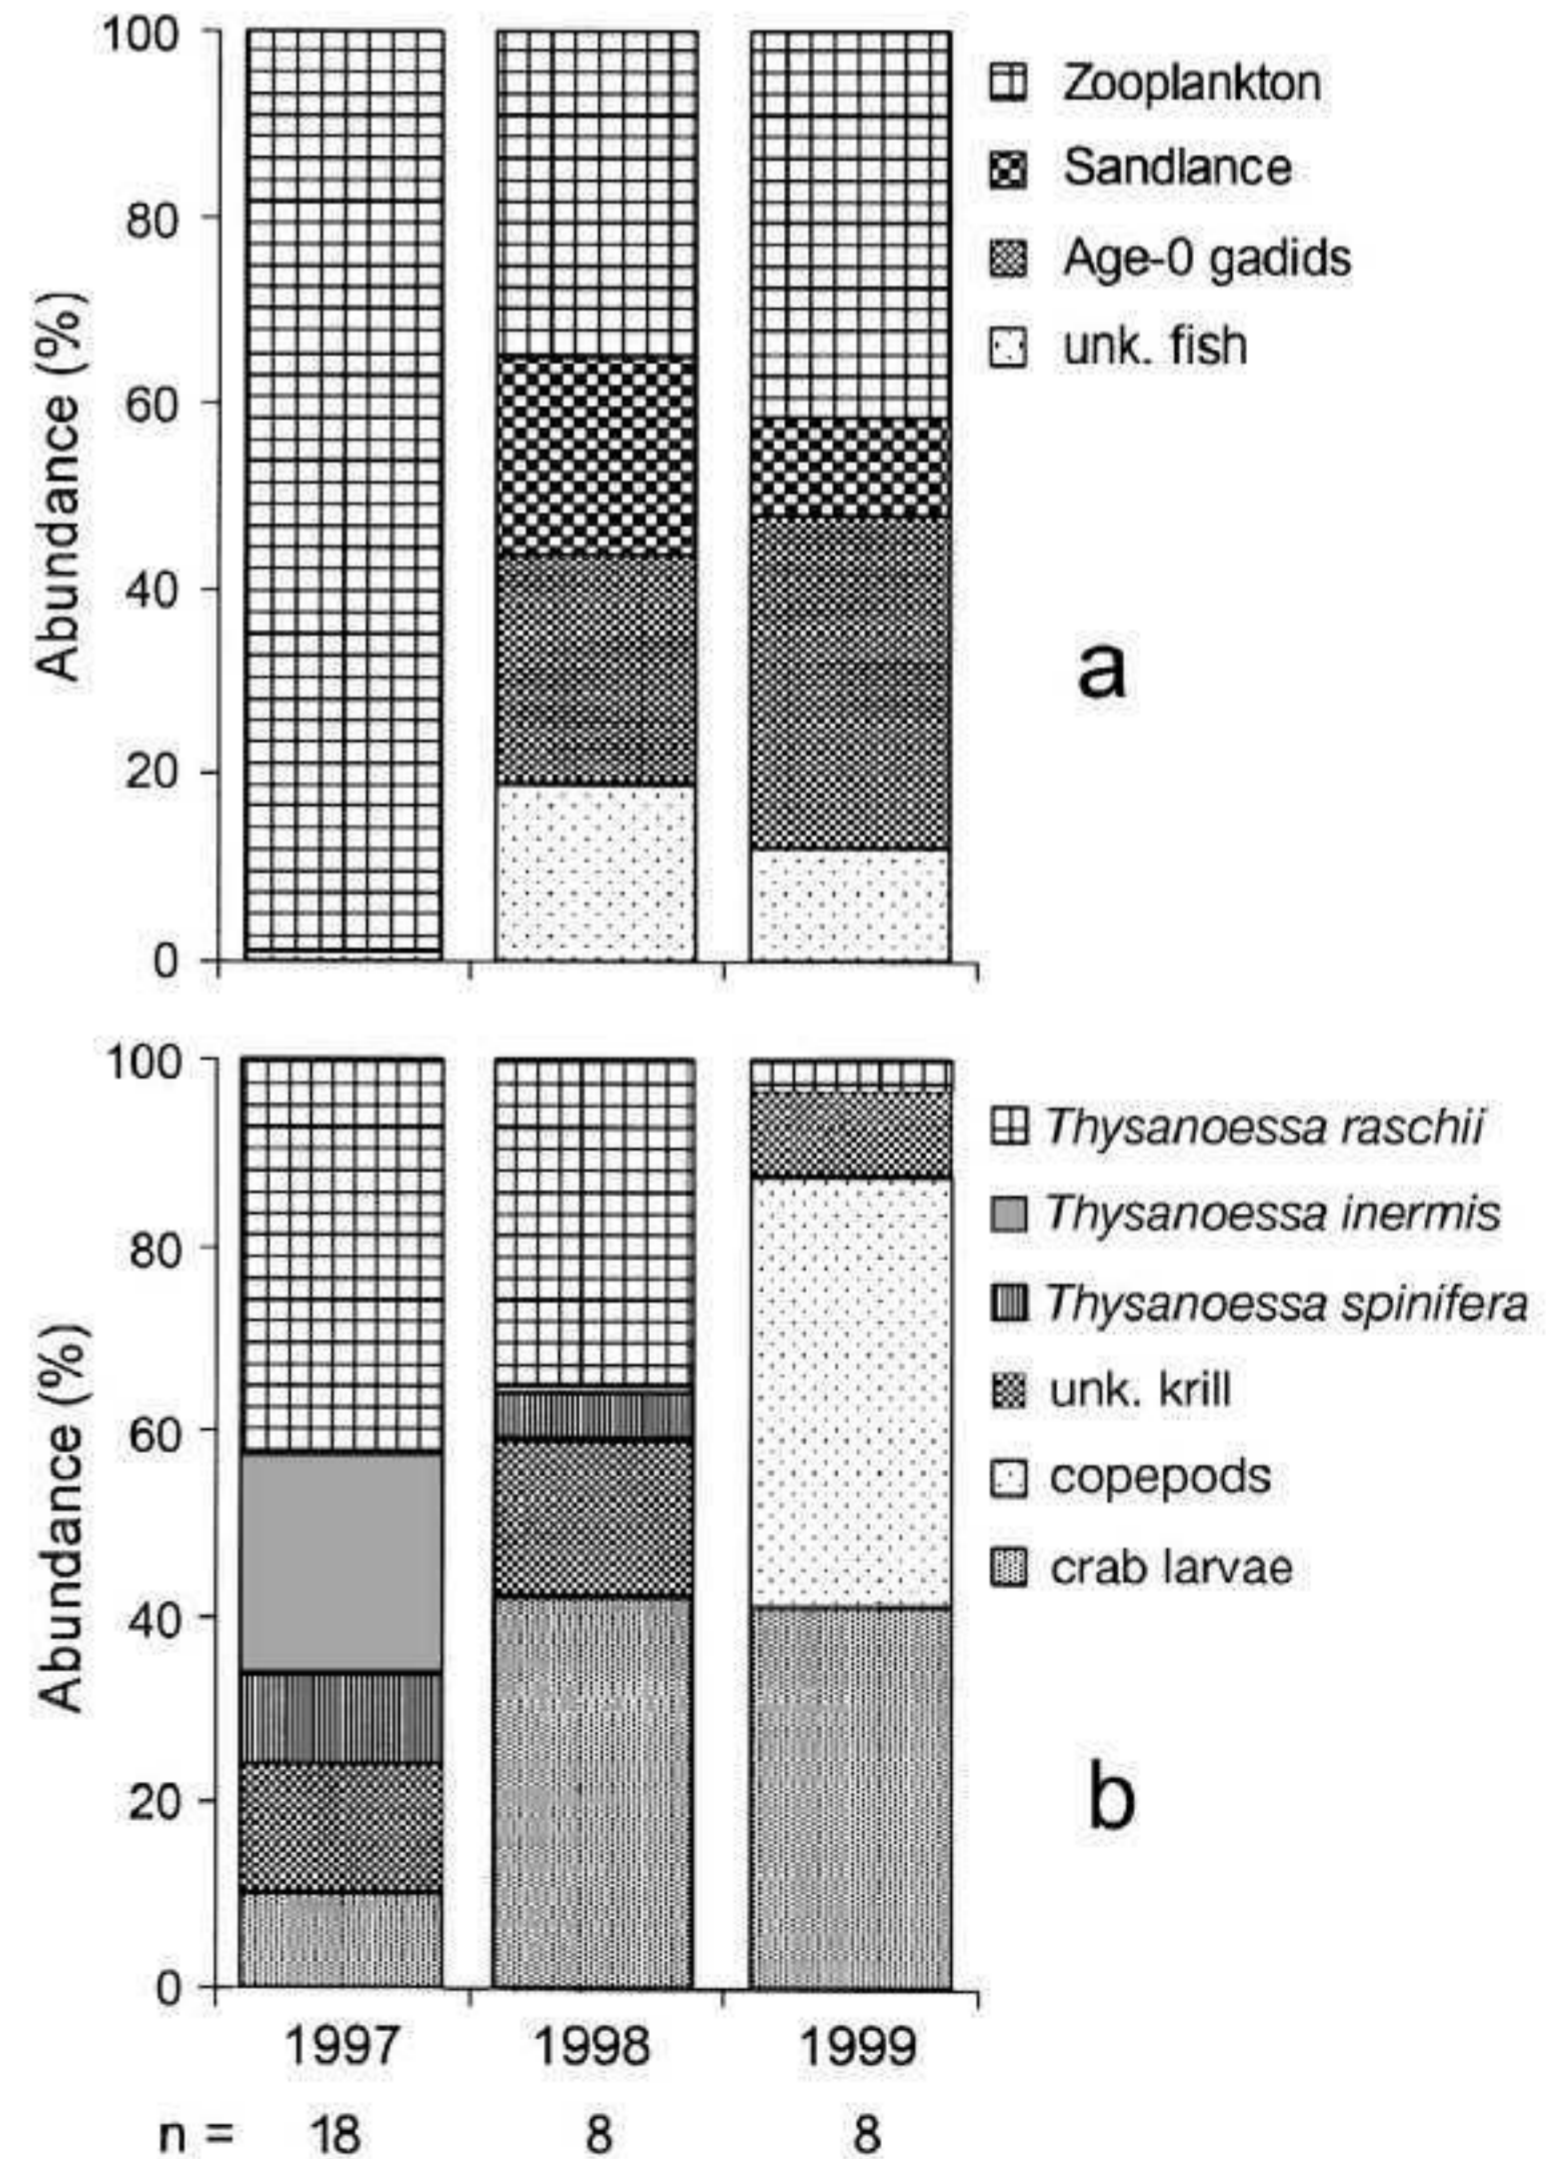 100
80
60
40
20
0
Abundance (%)
Zooplankton
Sandlance
Age-0 gadids
unk. fish
a
100
80
60
40
20
0
Abundance (%)
Thysanoessa raschii
Thysanoessa inermis
Thysanoessa spinifera
unk. krill
copepods
crab larvae
b
1997 1998 1999
n = 18 8 8